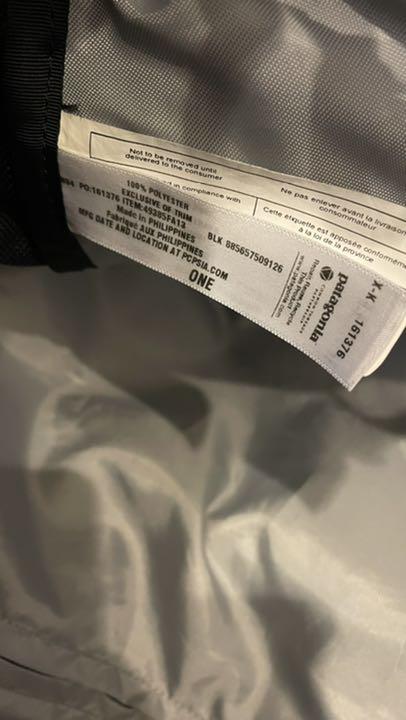 Not to be removed until
delivered to the consumer
Ne pas enlever avant la livraison
consommateur
in compliance with
Cette étiquette est apposée conformém
à la loi de la province
100% POLYESTER
PO:161376 EXCLUSIVE OF TRIM
ITEM:49385FA13
Made in PHILIPPINES
Fabriqué AUX PHILIPPINES
MFG DATE AND LOCATION AT PCPSIA.COM
BLK 885657509126
ONE
patagonia
X-K 161376